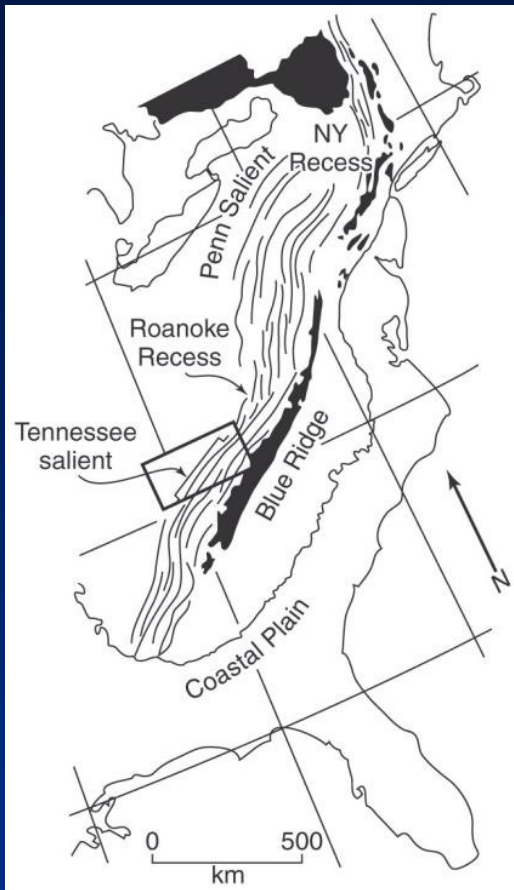 NY
Recess
Penn Salient
Roanoke
Recess
Tennessee
salient
Blue Ridge
N
Coastal Plain
0 500
km